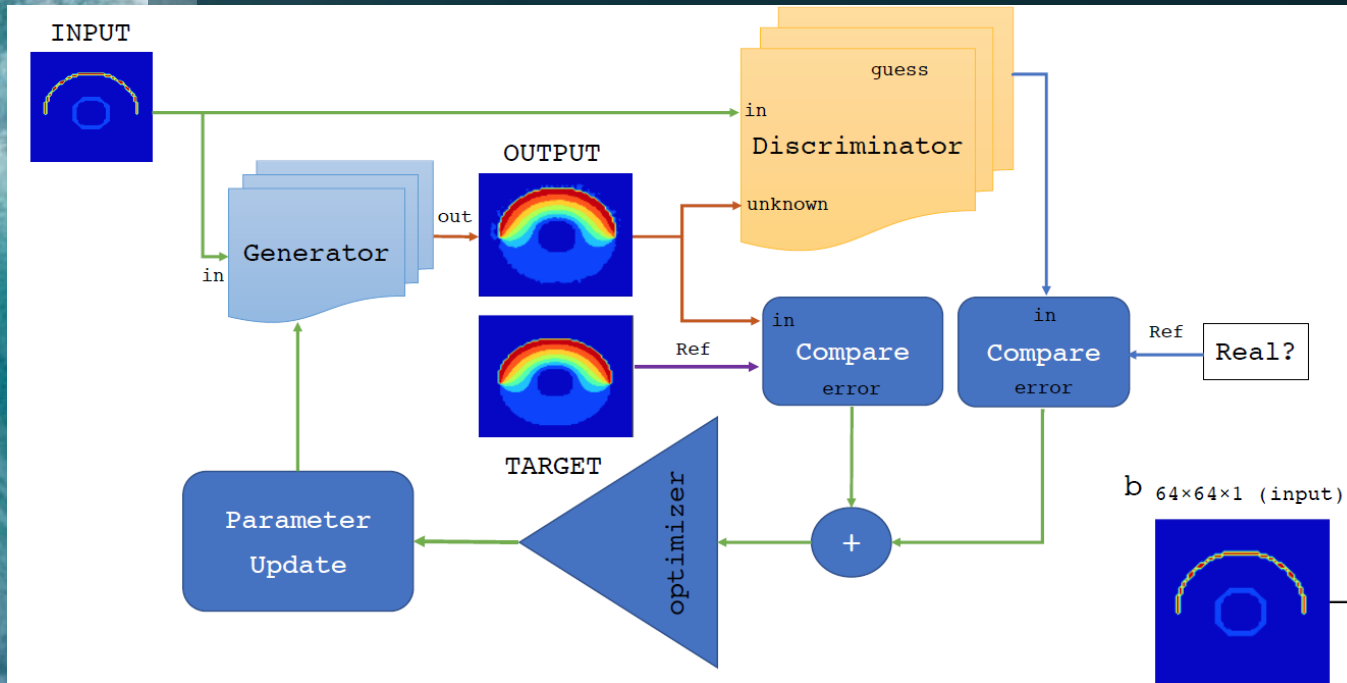 INPUT
guess
in
Discriminator
unknown
OUTPUT
out
Generator
in
in
Compare
error
Ref
in
Compare
error
Ref
Real?
TARGET
optimizer
+
Parameter
Update
b
64×64×1 (input)